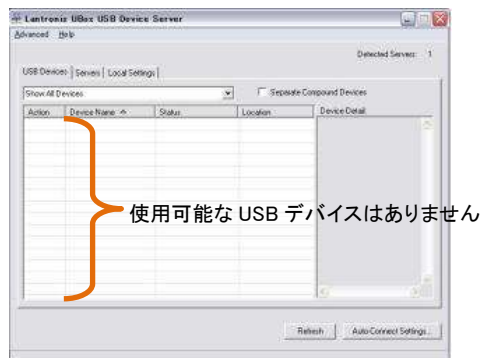 Lantronix UBox USB Device Server
Advanced Help
Detected Servers: 1
USB Devices Servers Local Settings
Show All Devices Separate Compound Devices
Action Device Name Status Location Device Detail
使用可能な USB デバイスはありません
Refresh Auto-Connect Settings...